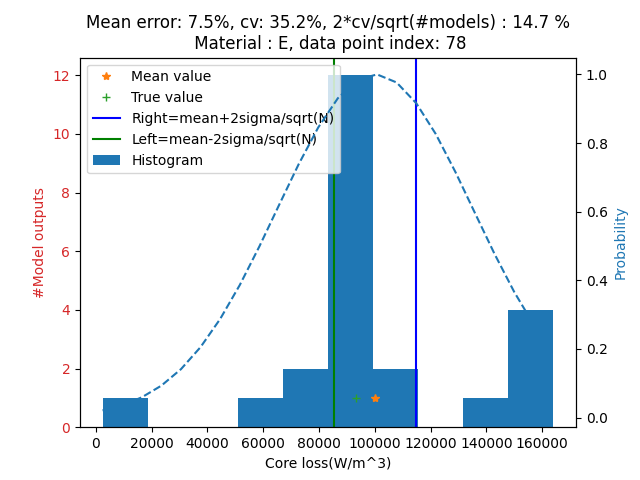 Mean error: 7.5%, cv: 35.2%, 2*cv/sqrt(#models) : 14.7 %
Material : E, data point index: 78
Mean value
True value
Right=mean+2sigma/sqrt(N)
Left=mean-2sigma/sqrt(N)
Histogram
12
10
8
6
4
2
0
#Model outputs
1.0
0.8
0.6
0.4
0.2
0.0
Probability
0 20000 40000 60000 80000 100000 120000 140000 160000
Core loss(W/m^3)